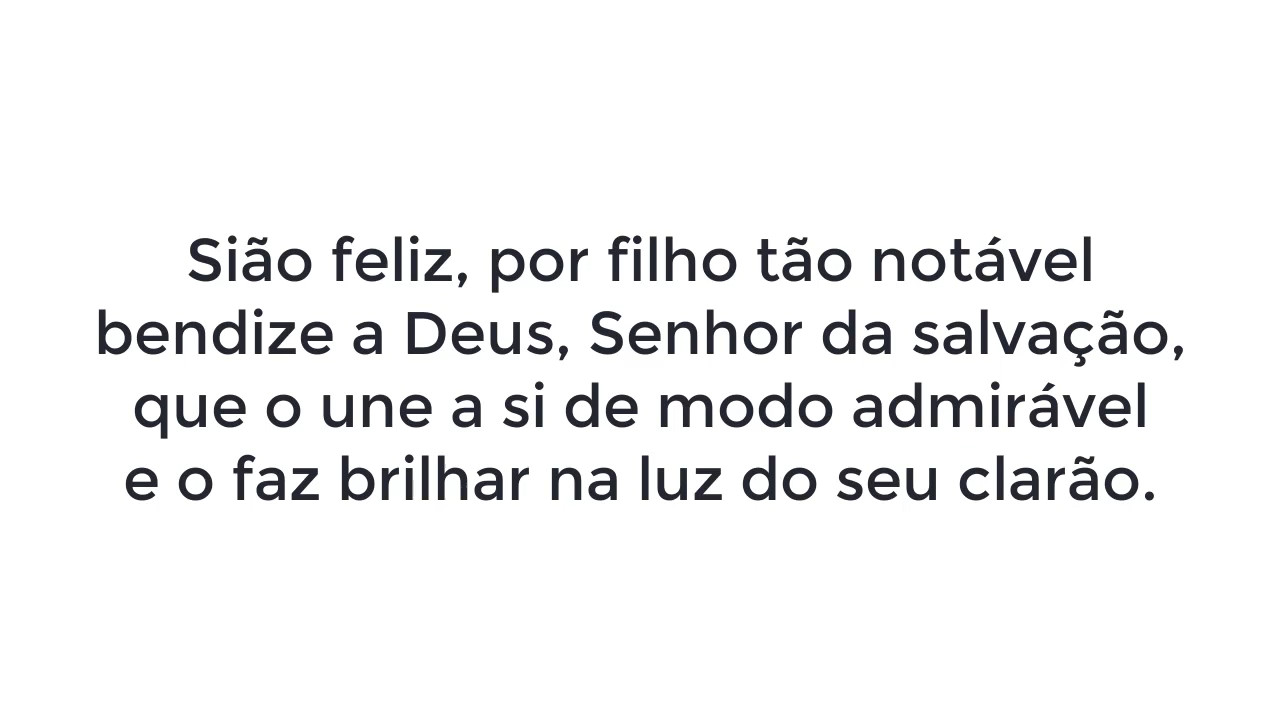 Sião feliz, por filho tão notável
bendize a Deus, Senhor da salvação,
que o une a si de modo admirável
e o faz brilhar na luz do seu clarão.